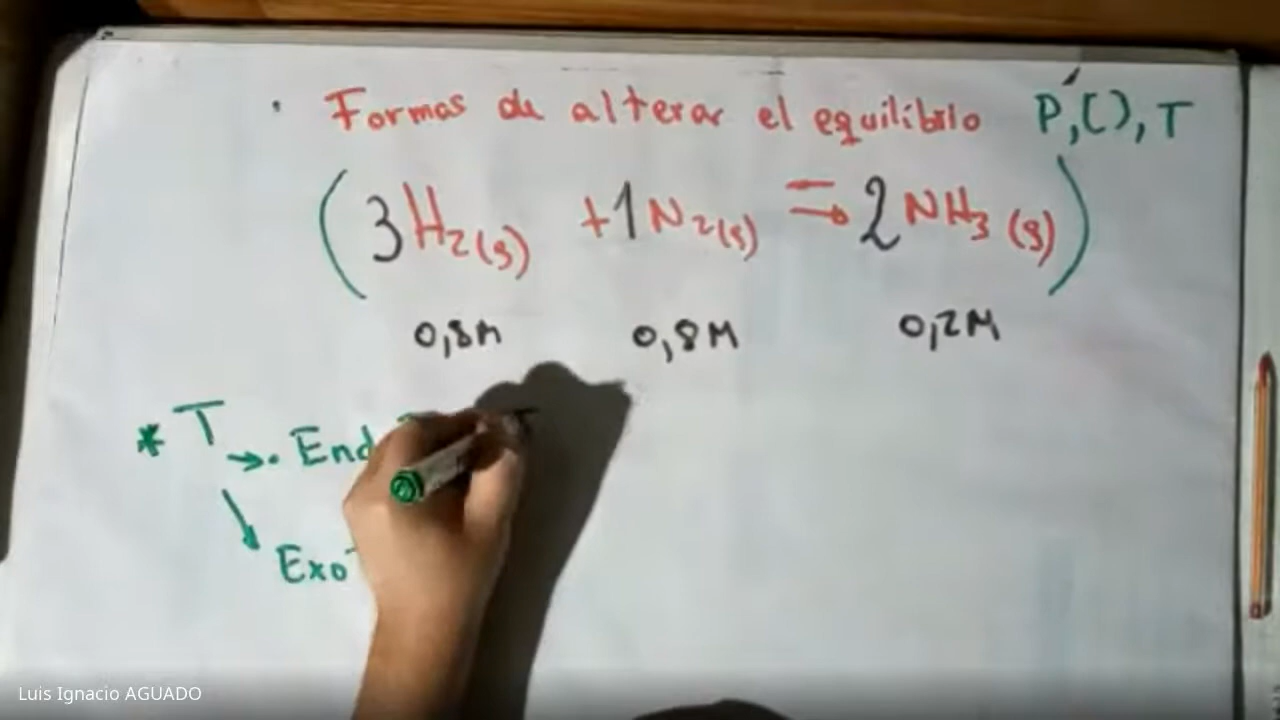 · Formas de alterar el equilibrio P, [], T
(3H₂(g) + 1N₂(g) ⇌ 2NH₃(g))
0,8M 0,8M 0,2M
* T
→ · End
↘ Exo
Luis Ignacio AGUADO